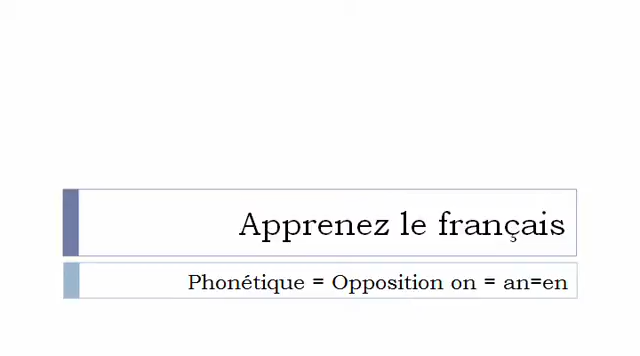 Apprenez le français
Phonétique = Opposition on = an=en